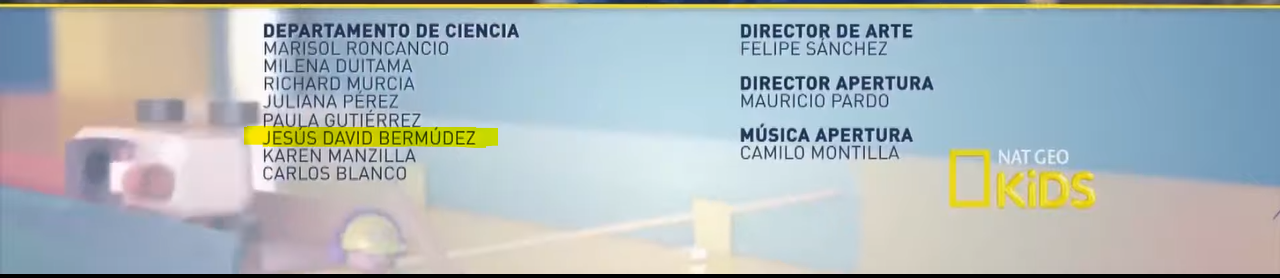 DEPARTAMENTO DE CIENCIA
MARISOL RONCANCIO
MILENA DUITAMA
RICHARD MURCIA
JULIANA PÉREZ
PAULA GUTIÉRREZ
JESÚS DAVID BERMÚDEZ
KAREN MANZILLA
CARLOS BLANCO
DIRECTOR DE ARTE
FELIPE SÁNCHEZ
DIRECTOR APERTURA
MAURICIO PARDO
MÚSICA APERTURA
CAMILO MONTILLA
NAT GEO
KiDS